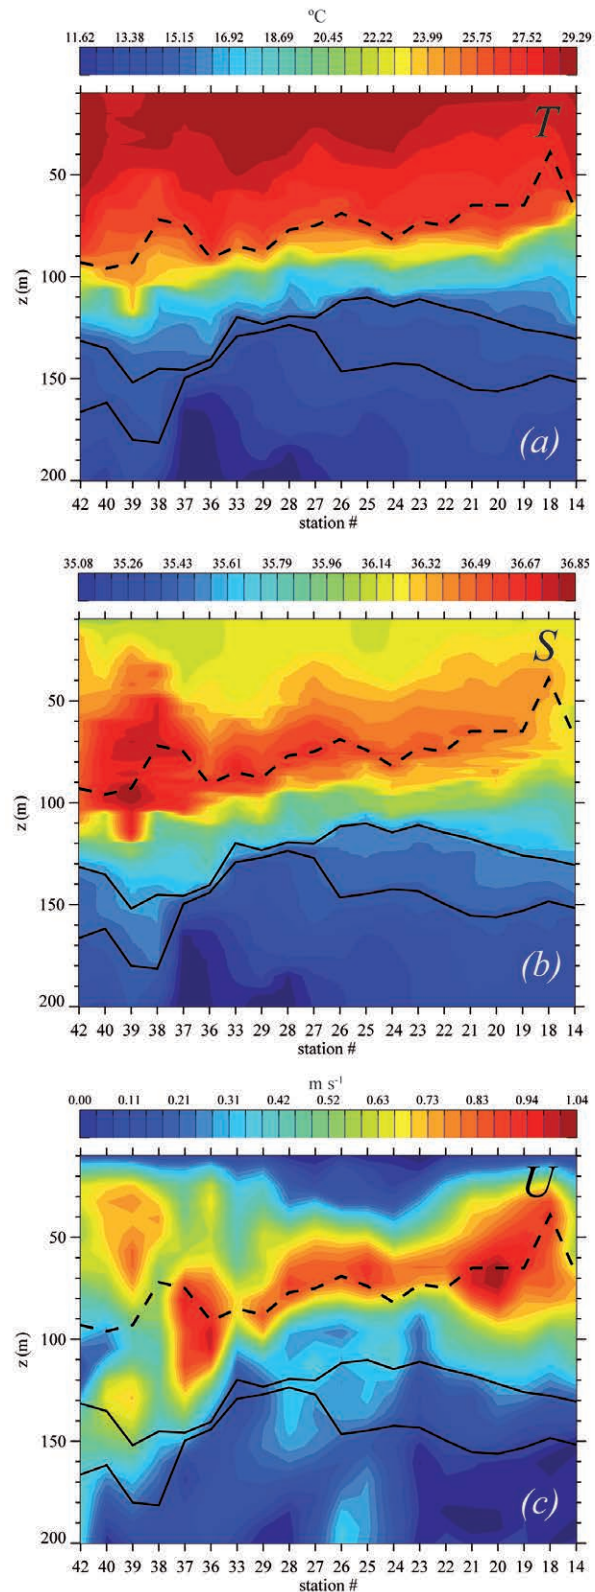 °C
11.62 13.38 15.15 16.92 18.69 20.45 22.22 23.99 25.75 27.52 29.29
T
50
100
z (m)
150
(a)
200
42 40 39 38 37 36 33 29 28 27 26 25 24 23 21 20 19 18 14
station #
35.08 35.26 35.43 35.61 35.79 35.96 36.14 36.32 36.49 36.67 36.85
S
50
100
z (m)
150
(b)
200
42 40 39 38 37 36 33 29 28 27 26 25 24 23 22 21 20 19 18 14
station #
m s⁻¹
0.00 0.11 0.21 0.31 0.42 0.52 0.63 0.73 0.83 0.94 1.04
U
50
100
z (m)
150
(c)
200
42 40 39 38 37 36 33 29 28 27 26 25 24 23 22 21 20 19 18 14
station #